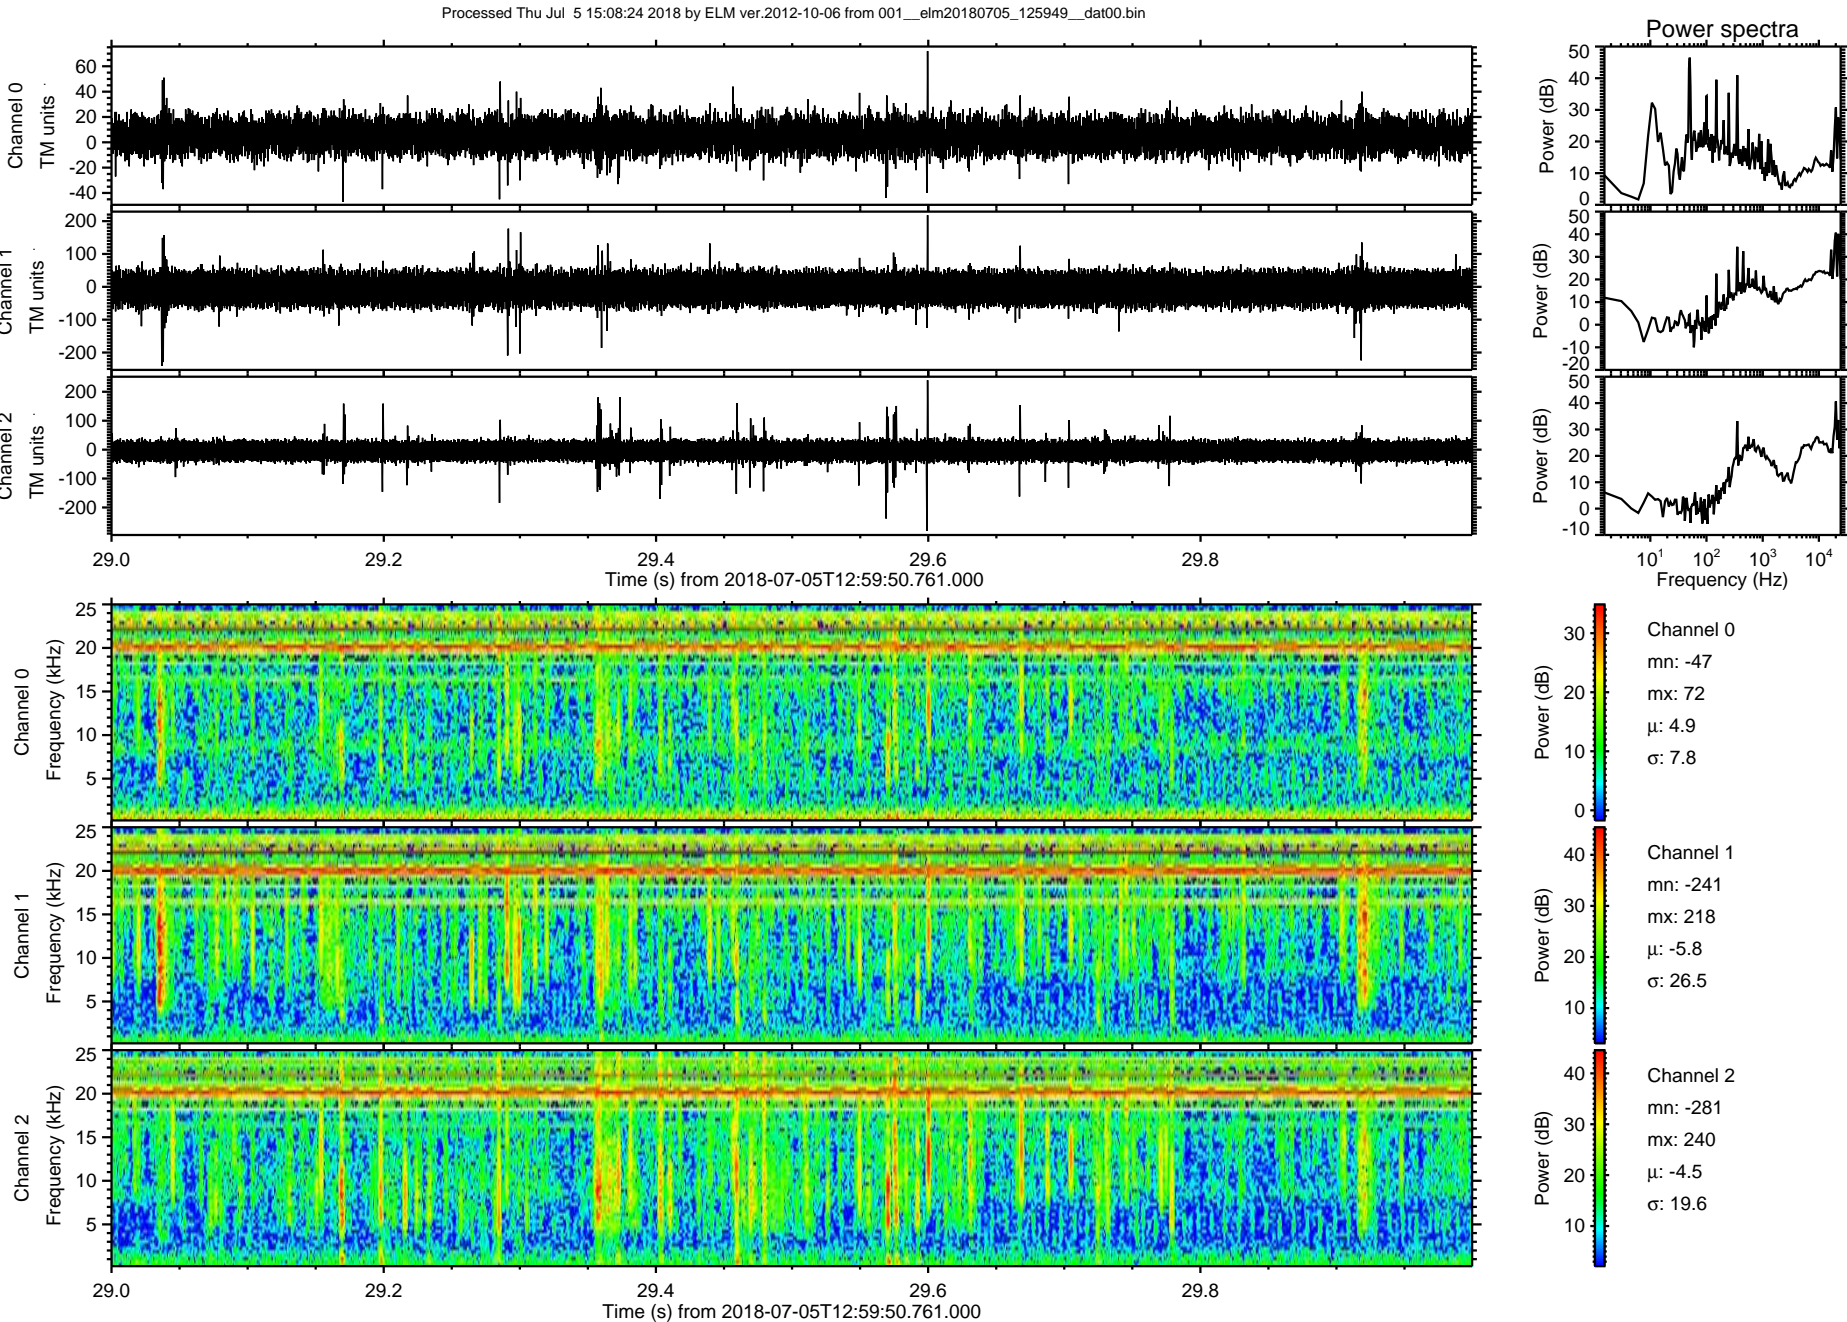 Processed Thu Jul 5 15:08:24 2018 by ELM ver.2012-10-06 from 001__elm20180705_125949__dat00.bin
Power spectra
Channel 0
TM units
60
40
20
0
-20
-40
Power (dB)
50
40
30
20
10
0
Channel 1
TM units
200
100
0
-100
-200
Power (dB)
50
40
30
20
10
0
-10
-20
Channel 2
TM units
200
100
0
-100
-200
Power (dB)
50
40
30
20
10
0
-10
29.0 29.2 29.4 29.6 29.8
Time (s) from 2018-07-05T12:59:50.761.000
10¹ 10² 10³ 10⁴
Frequency (Hz)
Channel 0
Frequency (kHz)
25
20
15
10
5
Power (dB)
30
20
10
0
Channel 0
mn: -47
mx: 72
μ: 4.9
σ: 7.8
Channel 1
Frequency (kHz)
25
20
15
10
5
Power (dB)
40
30
20
10
Channel 1
mn: -241
mx: 218
μ: -5.8
σ: 26.5
Channel 2
Frequency (kHz)
25
20
15
10
5
Power (dB)
40
30
20
10
Channel 2
mn: -281
mx: 240
μ: -4.5
σ: 19.6
29.0 29.2 29.4 29.6 29.8
Time (s) from 2018-07-05T12:59:50.761.000